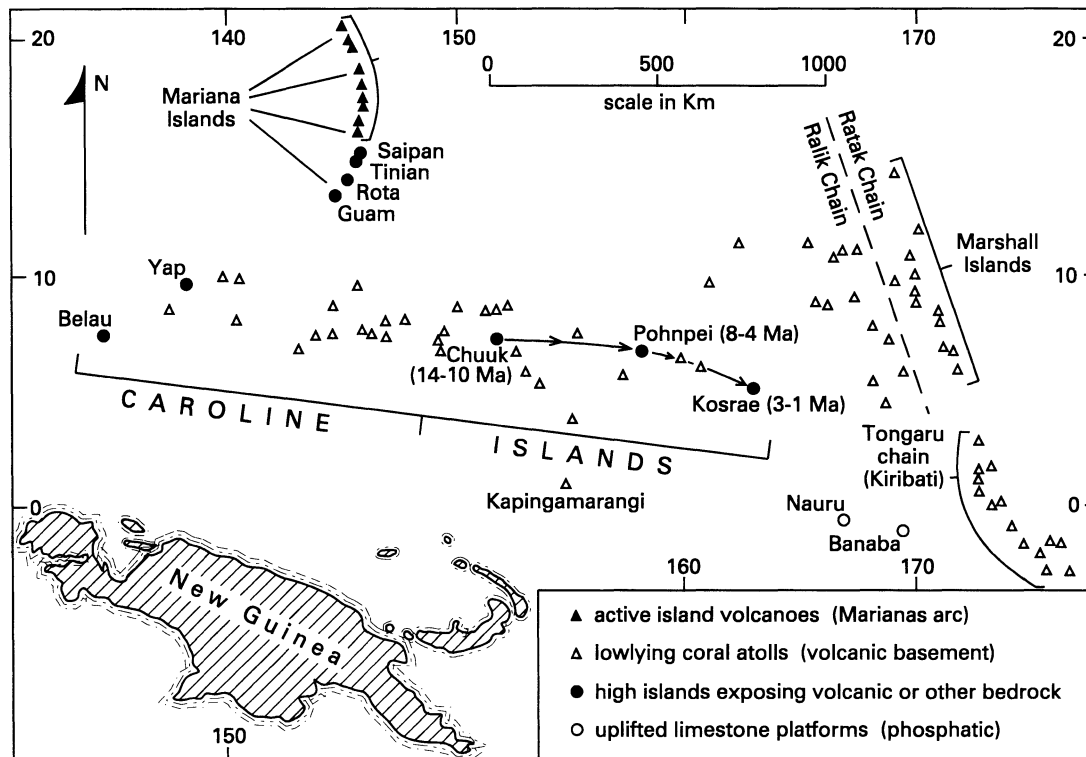 20
140
150
170
20
N
0
500
1000
scale in Km
Mariana
Islands
Saipan
Tinian
Rota
Guam
Ratak Chain
Ralik Chain
Marshall
Islands
10
10
Yap
Belau
Chuuk
(14-10 Ma)
Pohnpei (8-4 Ma)
Kosrae (3-1 Ma)
CAROLINE
ISLANDS
Kapingamarangi
Tongaru
chain
(Kiribati)
Nauru
Banaba
0
0
New Guinea
150
160
170
active island volcanoes (Marianas arc)
lowlying coral atolls (volcanic basement)
high islands exposing volcanic or other bedrock
uplifted limestone platforms (phosphatic)